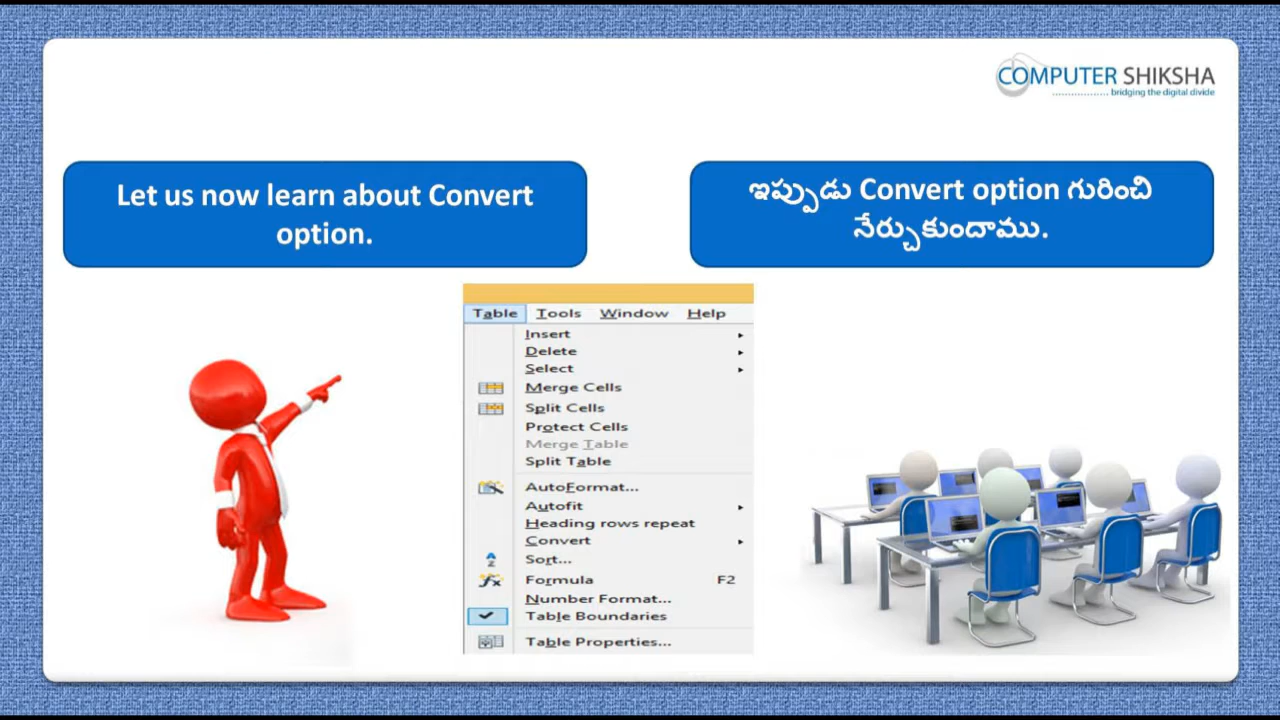 COMPUTER SHIKSHA
.................. bridging the digital divide
Let us now learn about Convert
option.
ఇప్పుడు Convert option గురించి
నేర్చుకుందాము.
Table Tools Window Help
Insert
Delete
Select
Merge Cells
Split Cells
Protect Cells
Merge Table
Split Table
AutoFormat...
Autofit
Heading rows repeat
Convert
Sort...
Formula F2
Number Format...
Table Boundaries
Table Properties...